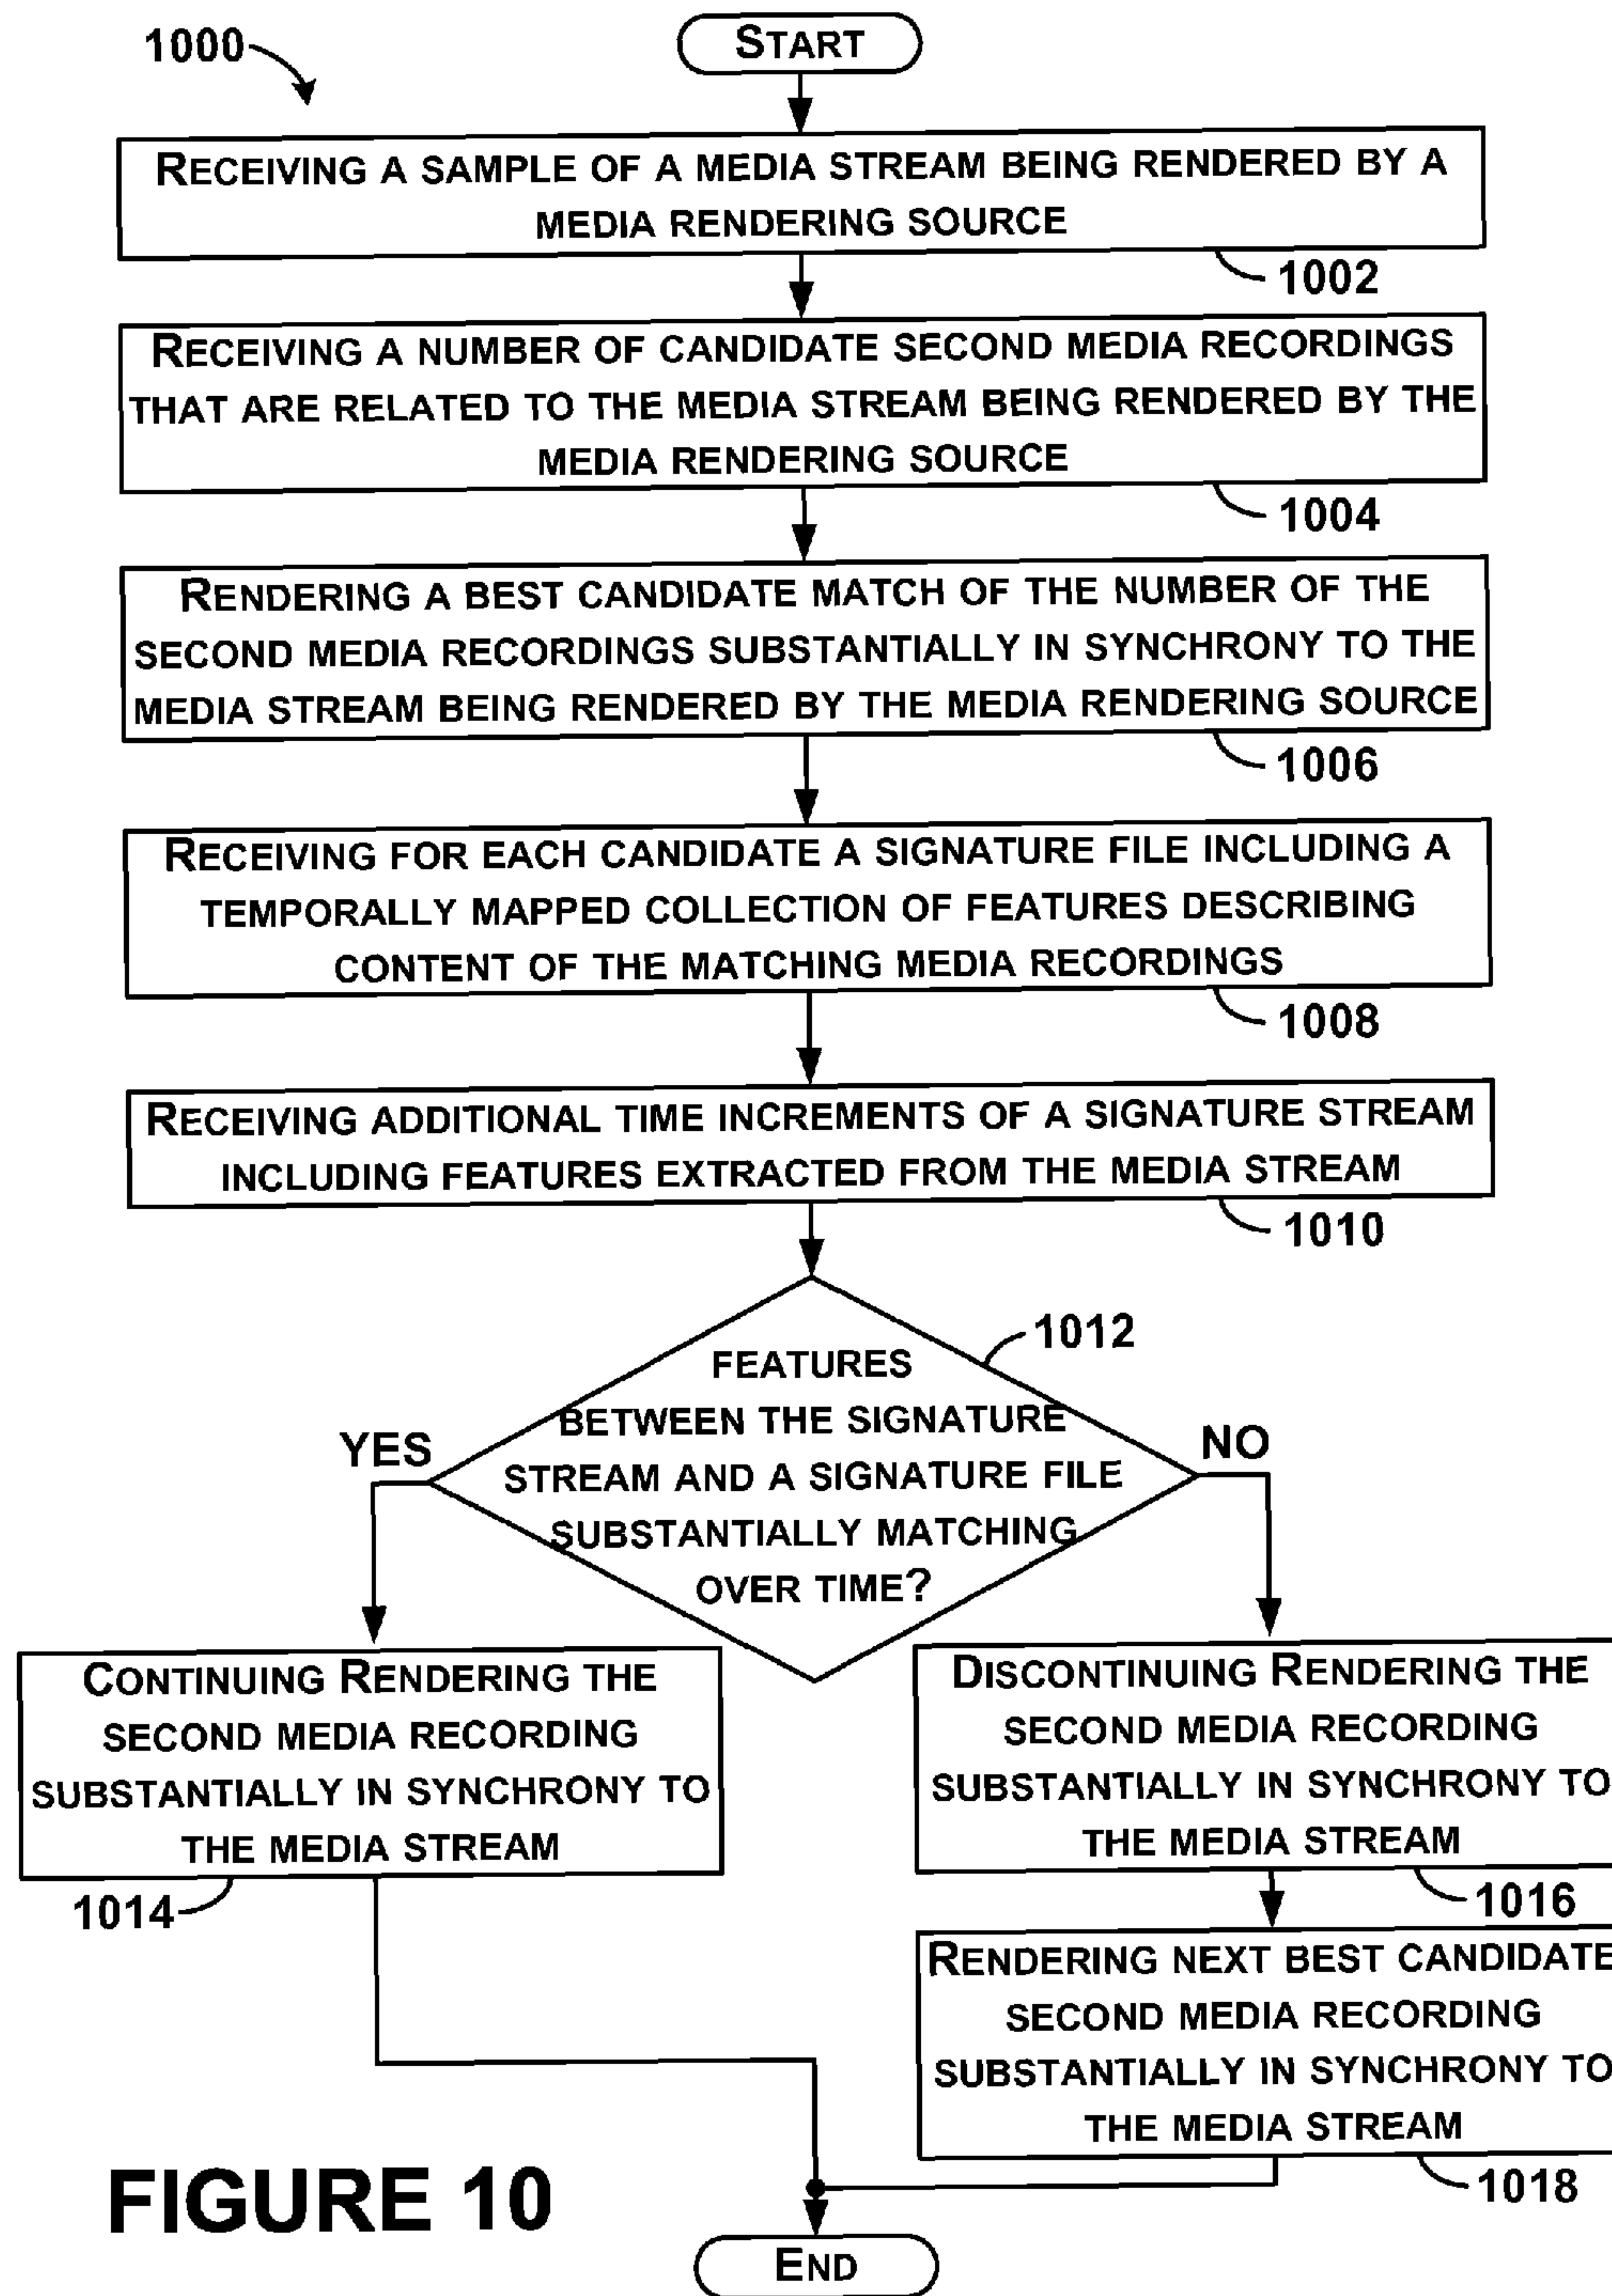 1000
START
RECEIVING A SAMPLE OF A MEDIA STREAM BEING RENDERED BY A
MEDIA RENDERING SOURCE
1002
RECEIVING A NUMBER OF CANDIDATE SECOND MEDIA RECORDINGS
THAT ARE RELATED TO THE MEDIA STREAM BEING RENDERED BY THE
MEDIA RENDERING SOURCE
1004
RENDERING A BEST CANDIDATE MATCH OF THE NUMBER OF THE
SECOND MEDIA RECORDINGS SUBSTANTIALLY IN SYNCHRONY TO THE
MEDIA STREAM BEING RENDERED BY THE MEDIA RENDERING SOURCE
1006
RECEIVING FOR EACH CANDIDATE A SIGNATURE FILE INCLUDING A
TEMPORALLY MAPPED COLLECTION OF FEATURES DESCRIBING
CONTENT OF THE MATCHING MEDIA RECORDINGS
1008
RECEIVING ADDITIONAL TIME INCREMENTS OF A SIGNATURE STREAM
INCLUDING FEATURES EXTRACTED FROM THE MEDIA STREAM
1010
1012
FEATURES
BETWEEN THE SIGNATURE
STREAM AND A SIGNATURE FILE
SUBSTANTIALLY MATCHING
OVER TIME?
YES
NO
CONTINUING RENDERING THE
SECOND MEDIA RECORDING
SUBSTANTIALLY IN SYNCHRONY TO
THE MEDIA STREAM
1014
DISCONTINUING RENDERING THE
SECOND MEDIA RECORDING
SUBSTANTIALLY IN SYNCHRONY TO
THE MEDIA STREAM
1016
RENDERING NEXT BEST CANDIDATE
SECOND MEDIA RECORDING
SUBSTANTIALLY IN SYNCHRONY TO
THE MEDIA STREAM
1018
FIGURE 10
END